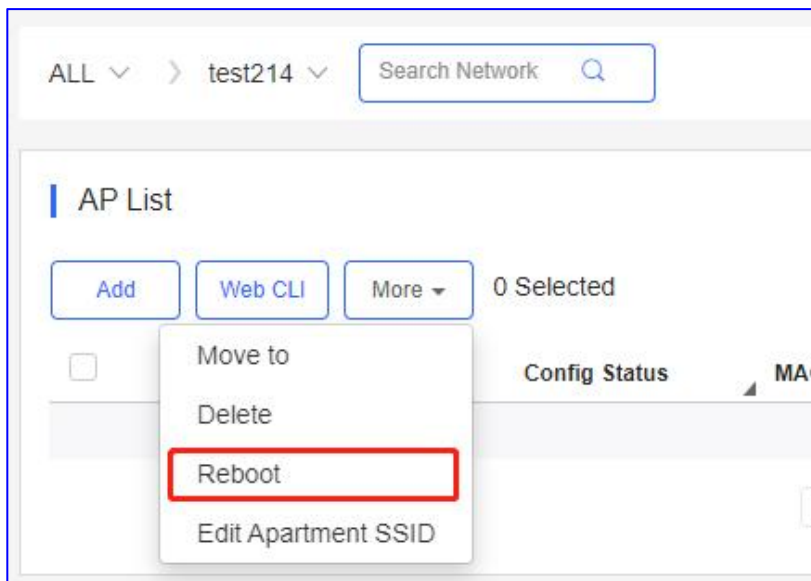 ALL test214 Search Network
AP List
Add Web CLI More 0 Selected
Move to
Config Status
Delete
Reboot
Edit Apartment SSID